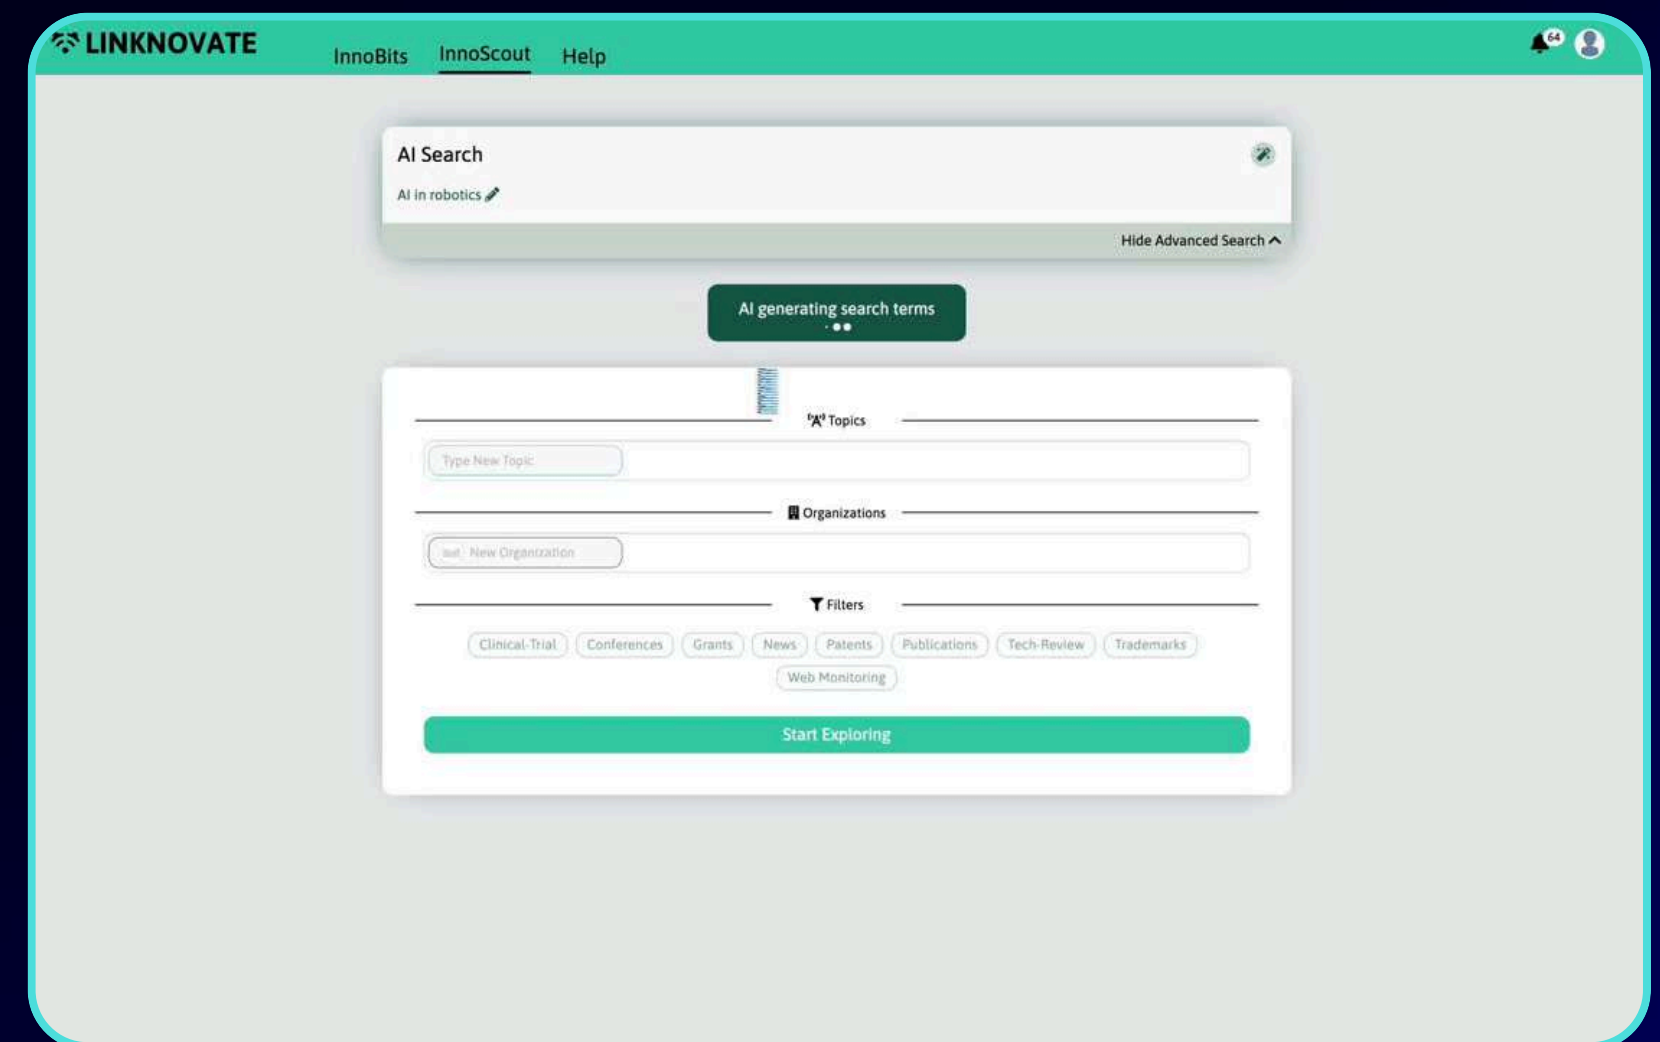 LINKNOVATE
InnoBits InnoScout Help
64
AI Search
AI in robotics
Hide Advanced Search
AI generating search terms
Topics
Type New Topic
Organizations
New Organization
Filters
Clinical-Trial Conferences Grants News Patents Publications Tech-Review Trademarks
Web Monitoring
Start Exploring